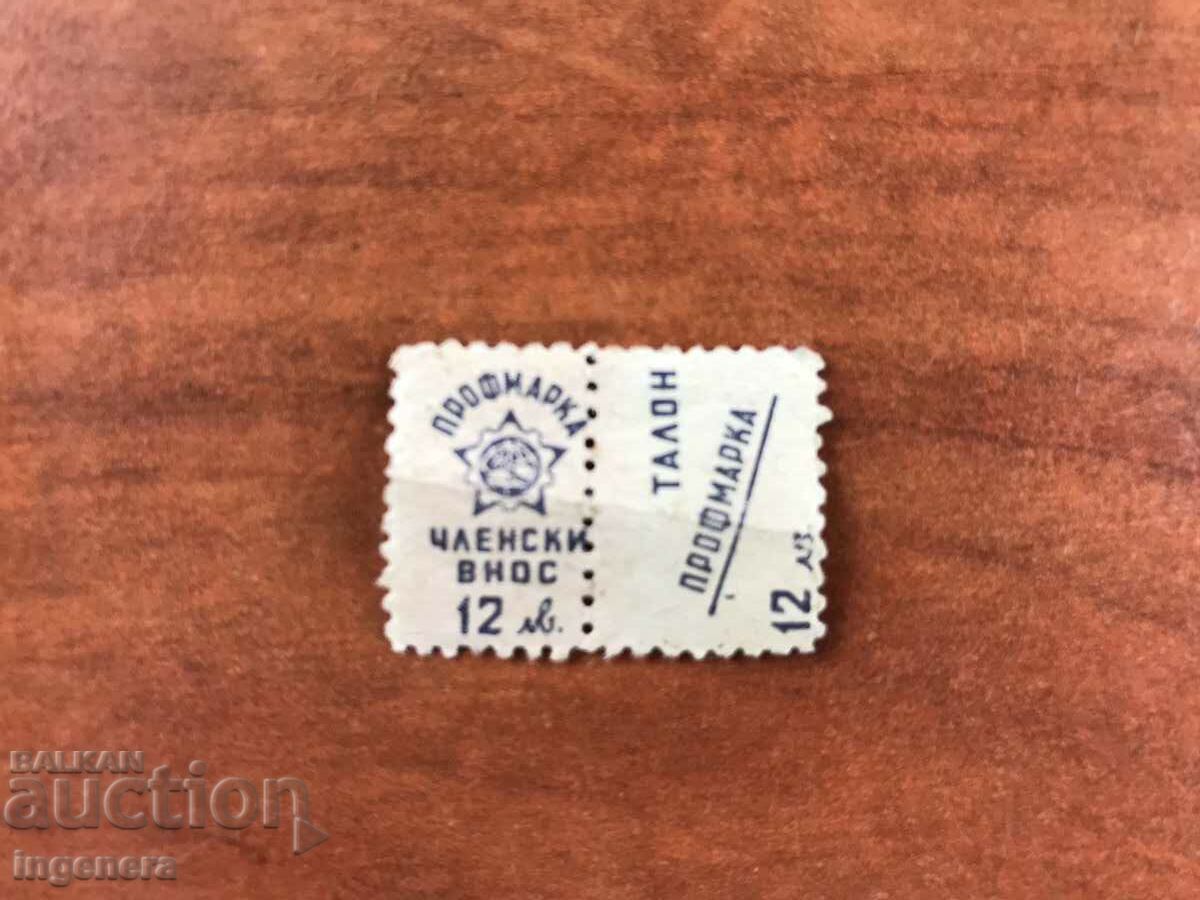 ПРОФМАРКА
ЧЛЕНСКИ
ВНОС
12 лв.
ТАЛОН
ПРОФМАРКА
12 лв.
BALKAN
auction
ingenera